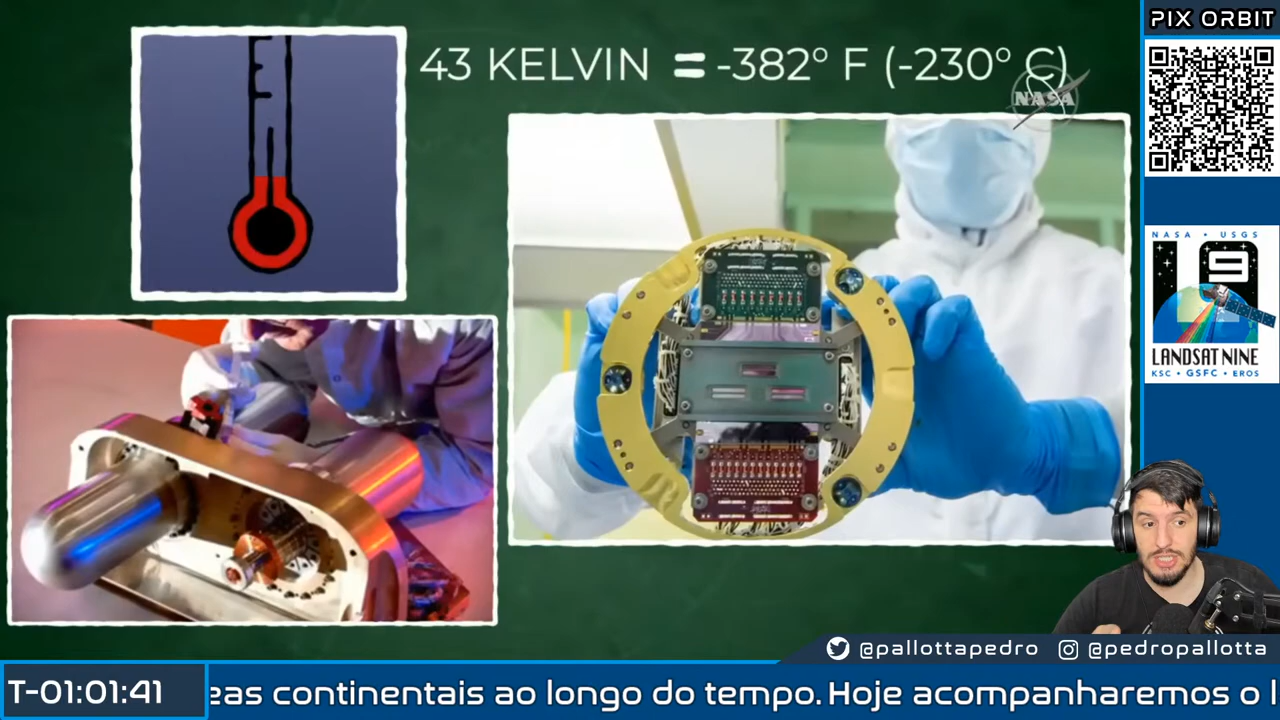 43 KELVIN = -382° F (-230° C)
NASA
PIX ORBIT
NASA • USGS
9
LANDSAT NINE
KSC • GSFC • EROS
@pallottapedro @pedropallotta
T-01:01:41
eas continentais ao longo do tempo. Hoje acompanharemos o l